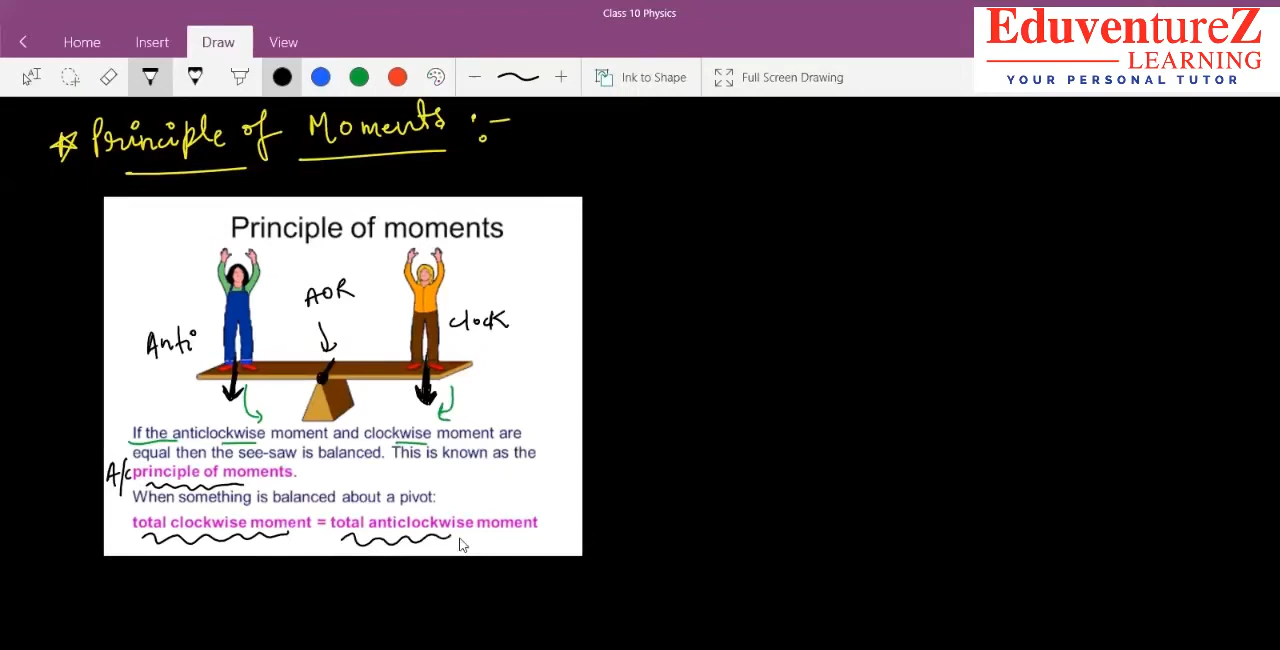 Class 10 Physics
Home Insert Draw View
Ink to Shape Full Screen Drawing
EduventureZ
LEARNING
YOUR PERSONAL TUTOR
Principle of Moments :-
Principle of moments
AOR
Anti
clock
If the anticlockwise moment and clockwise moment are
equal then the see-saw is balanced. This is known as the
A/c principle of moments.
When something is balanced about a pivot:
total clockwise moment = total anticlockwise moment